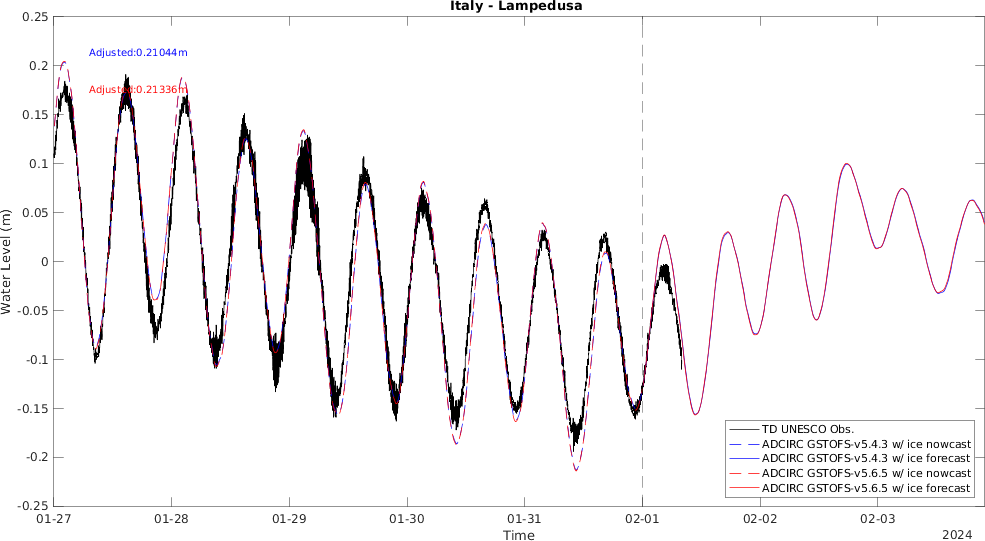 Italy - Lampedusa
0.25
0.2
0.15
0.1
0.05
0
-0.05
-0.1
-0.15
-0.2
-0.25
Water Level (m)
Adjusted:0.21044m
Adjusted:0.21336m
TD UNESCO Obs.
ADCIRC GSTOFS-v5.4.3 w/ ice nowcast
ADCIRC GSTOFS-v5.4.3 w/ ice forecast
ADCIRC GSTOFS-v5.6.5 w/ ice nowcast
ADCIRC GSTOFS-v5.6.5 w/ ice forecast
01-27 01-28 01-29 01-30 01-31 02-01 02-02 02-03
Time
2024